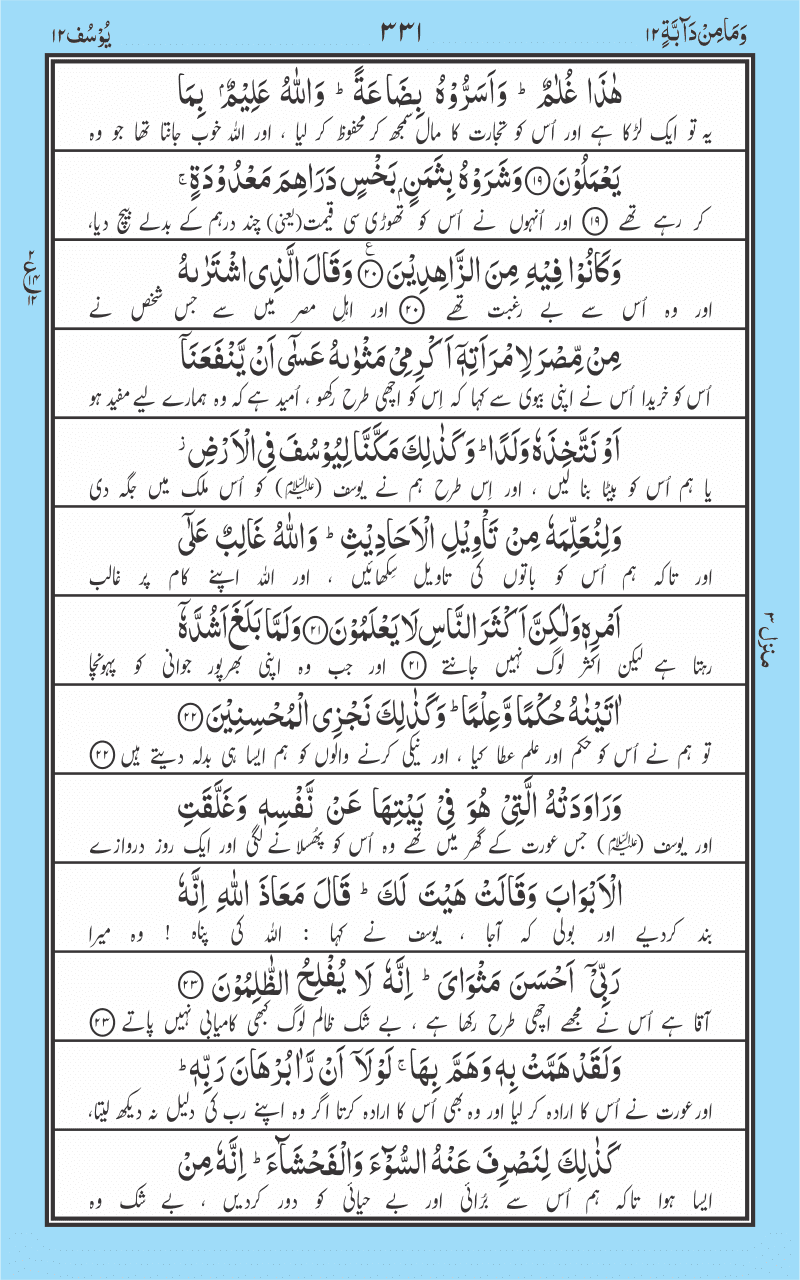 وَمَا مِنْ دَآبَّةٍ ١٢ ٣٣١ يُوْسُف ١٢
هٰذَا غُلٰمٌ ؕ وَاَسَرُّوْهُ بِضَاعَةً ؕ وَاللّٰهُ عَلِيْمٌۢ بِمَا
یہ تو ایک لڑکا ہے اور اُس کو تجارت کا مال سمجھ کر محفوظ کر لیا ، اور اللہ خوب جانتا تھا جو وہ
يَعْمَلُوْنَ ۝١٩ وَشَرَوْهُ بِثَمَنٍۢ بَخْسٍ دَرَاهِمَ مَعْدُوْدَةٍ ۚ
کر رہے تھے ۝١٩ اور اُنہوں نے اُس کو تھوڑی سی قیمت (یعنی) چند درہم کے بدلے بیچ دیا،
وَكَانُوْا فِيْهِ مِنَ الزَّاهِدِيْنَ ۝٢٠ ع وَقَالَ الَّذِى اشْتَرٰىهُ
اور وہ اُس سے بے رغبت تھے ۝٢٠ اور اہلِ مصر میں سے جس شخص نے
٢
ع
١٤
١٢
مِنْ مِّصْرَ لِامْرَاَتِهٖۤ اَكْرِمِىْ مَثْوٰىهُ عَسٰٓى اَنْ يَّنْفَعَنَاۤ
اُس کو خریدا اُس نے اپنی بیوی سے کہا کہ اِس کو اچھی طرح رکھو ، اُمید ہے کہ وہ ہمارے لیے مفید ہو
اَوْ نَتَّخِذَهٗ وَلَدًا ؕ وَكَذٰلِكَ مَكَّنَّا لِيُوْسُفَ فِى الْاَرْضِ ز
یا ہم اُس کو بیٹا بنا لیں ، اور اِس طرح ہم نے یوسف (علیہ السلام) کو اُس ملک میں جگہ دی
وَلِنُعَلِّمَهٗ مِنْ تَاْوِيْلِ الْاَحَادِيْثِ ؕ وَاللّٰهُ غَالِبٌ عَلٰٓى
اور تاکہ ہم اُس کو باتوں کی تاویل سِکھائیں ، اور اللہ اپنے کام پر غالب
اَمْرِهٖ وَلٰكِنَّ اَكْثَرَ النَّاسِ لَا يَعْلَمُوْنَ ۝٢١ وَلَمَّا بَلَغَ اَشُدَّهٗۤ
رہتا ہے لیکن اکثر لوگ نہیں جانتے ۝٢١ اور جب وہ اپنی بھرپور جوانی کو پہونچا
منزل ٣
اٰتَيْنٰهُ حُكْمًا وَّعِلْمًا ؕ وَكَذٰلِكَ نَجْزِى الْمُحْسِنِيْنَ ۝٢٢
تو ہم نے اُس کو حکم اور علم عطا کیا ، اور نیکی کرنے والوں کو ہم ایسا ہی بدلہ دیتے ہیں ۝٢٢
وَرَاوَدَتْهُ الَّتِىْ هُوَ فِىْ بَيْتِهَا عَنْ نَّفْسِهٖ وَغَلَّقَتِ
اور یوسف (علیہ السلام) جس عورت کے گھر میں تھے وہ اُس کو پھُسلانے لگی اور ایک روز دروازے
الْاَبْوَابَ وَقَالَتْ هَيْتَ لَكَ ؕ قَالَ مَعَاذَ اللّٰهِ اِنَّهٗ
بند کردیے اور بولی کہ آجا ، یوسف نے کہا : اللہ کی پناہ ! وہ میرا
رَبِّىْۤ اَحْسَنَ مَثْوَاىَ ؕ اِنَّهٗ لَا يُفْلِحُ الظّٰلِمُوْنَ ۝٢٣
آقا ہے اُس نے مجھے اچھی طرح رکھا ہے ، بے شک ظالم لوگ کبھی کامیابی نہیں پاتے ۝٢٣
وَلَقَدْ هَمَّتْ بِهٖ وَهَمَّ بِهَا ۚ لَوْلَاۤ اَنْ رَّاٰ بُرْهَانَ رَبِّهٖ ؕ
اور عورت نے اُس کا ارادہ کر لیا اور وہ بھی اُس کا ارادہ کرتا اگر وہ اپنے رب کی دلیل نہ دیکھ لیتا،
كَذٰلِكَ لِنَصْرِفَ عَنْهُ السُّوْٓءَ وَالْفَحْشَآءَ ؕ اِنَّهٗ مِنْ
ایسا ہوا تاکہ ہم اُس سے بُرائی اور بے حیائی کو دور کردیں ، بے شک وہ